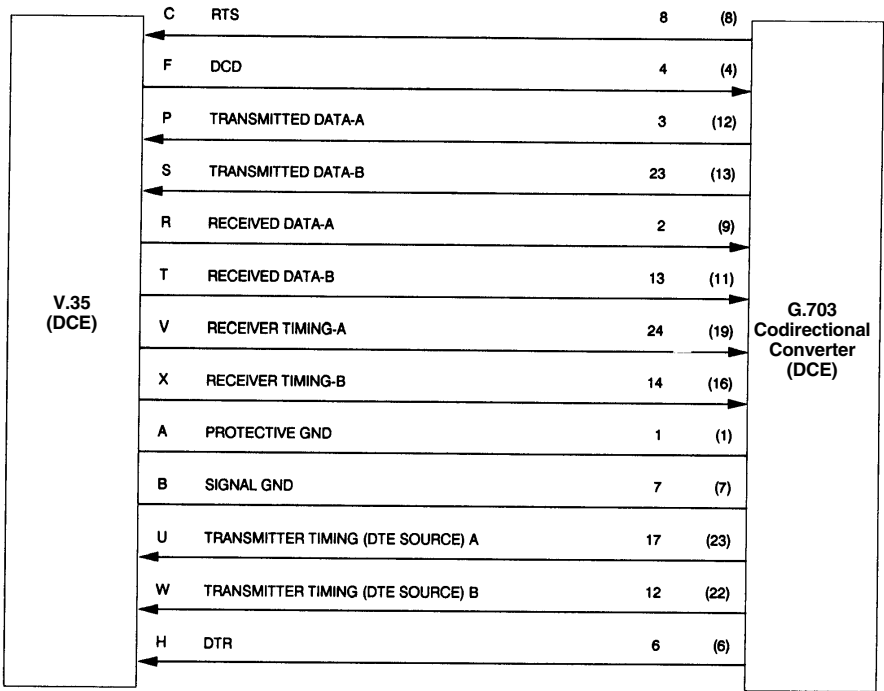 C RTS 8 (8)
F DCD 4 (4)
P TRANSMITTED DATA-A 3 (12)
S TRANSMITTED DATA-B 23 (13)
R RECEIVED DATA-A 2 (9)
T RECEIVED DATA-B 13 (11)
V.35
(DCE)
V RECEIVER TIMING-A 24 (19)
G.703
Codirectional
Converter
(DCE)
X RECEIVER TIMING-B 14 (16)
A PROTECTIVE GND 1 (1)
B SIGNAL GND 7 (7)
U TRANSMITTER TIMING (DTE SOURCE) A 17 (23)
W TRANSMITTER TIMING (DTE SOURCE) B 12 (22)
H DTR 6 (6)